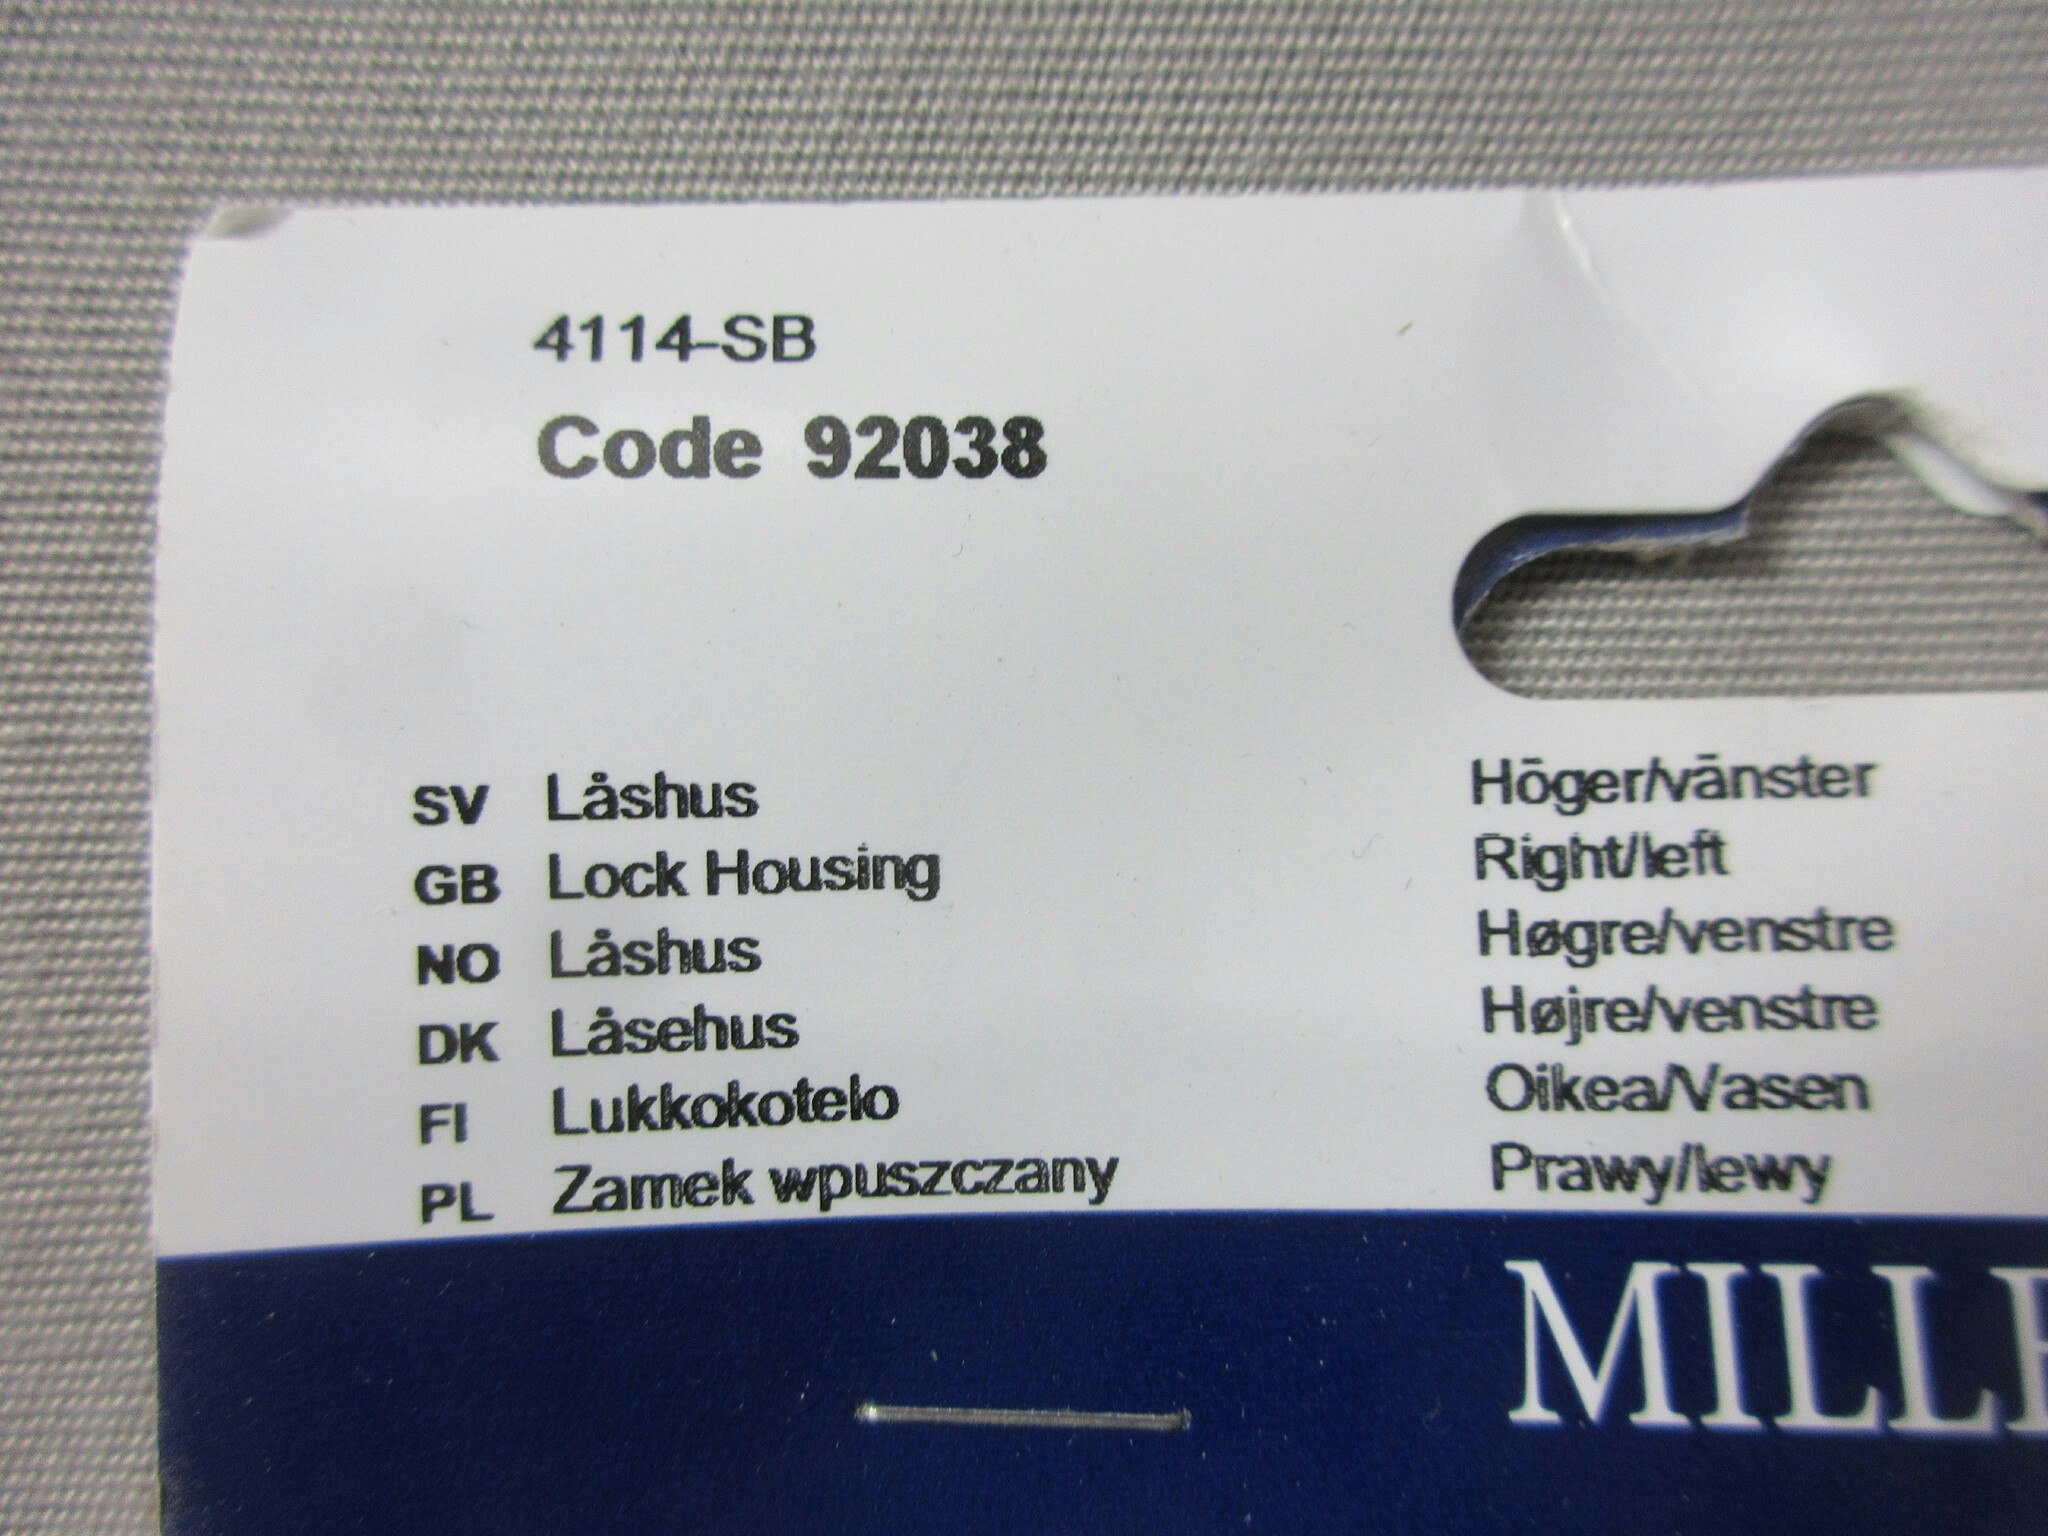 4114-SB
Code 92038
SV Låshus Höger/vänster
GB Lock Housing Right/left
NO Låshus Høgre/venstre
DK Låsehus Højre/venstre
FI Lukkokotelo Oikea/Vasen
PL Zamek wpuszczany Prawy/lewy